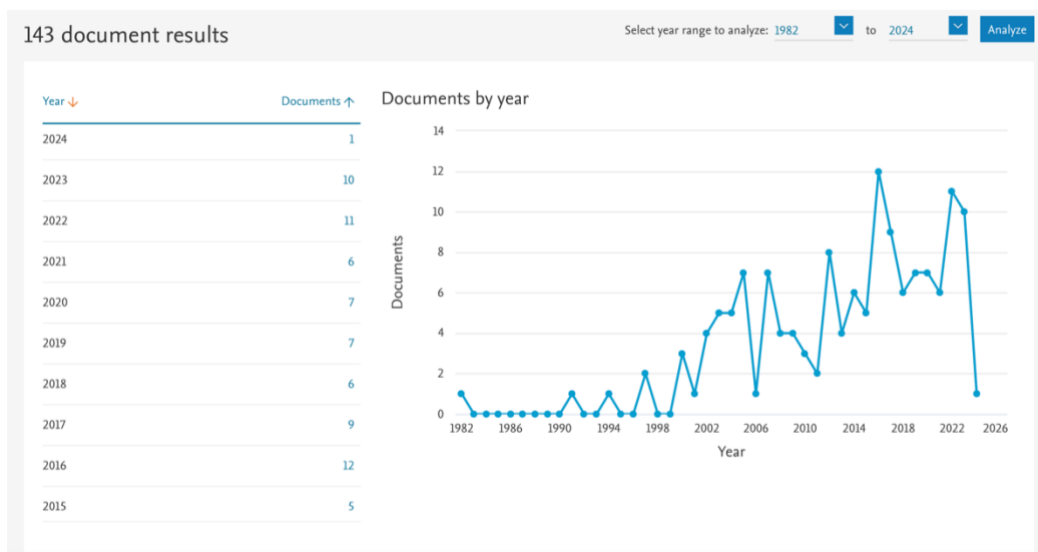 143 document results
Select year range to analyze: 1982 to 2024 Analyze
Year Documents
2024 1
2023 10
2022 11
2021 6
2020 7
2019 7
2018 6
2017 9
2016 12
2015 5
Documents by year
Documents
14
12
10
8
6
4
2
0
1982 1986 1990 1994 1998 2002 2006 2010 2014 2018 2022 2026
Year